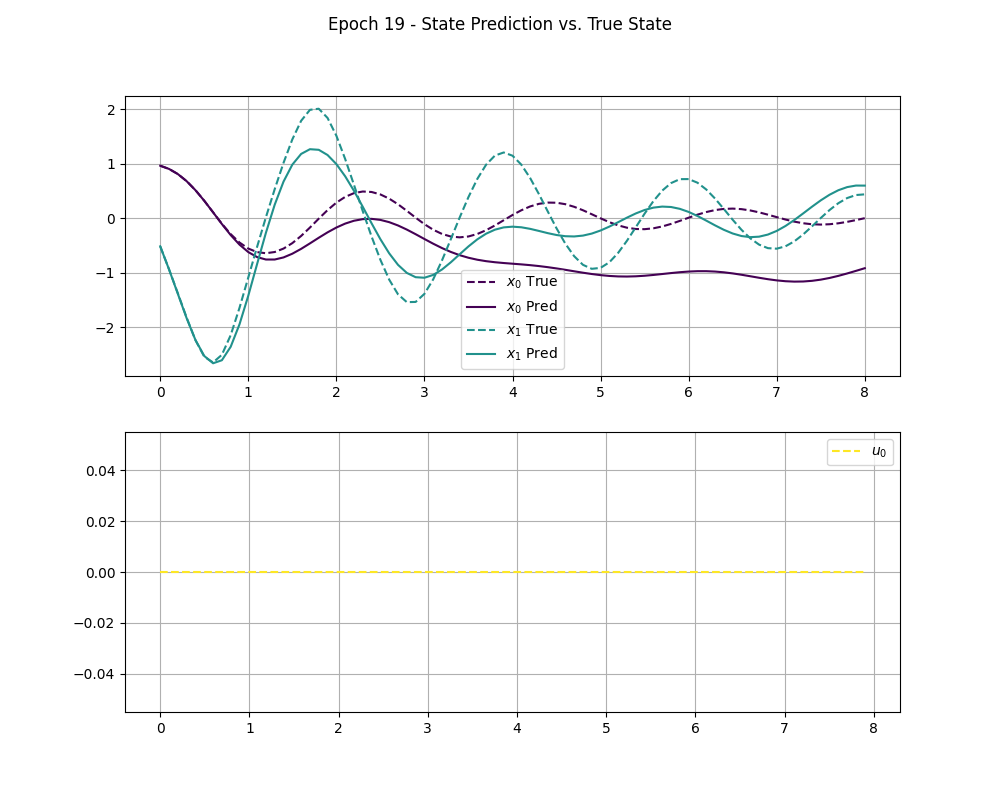 Epoch 19 - State Prediction vs. True State
2
1
0
−1
−2
x₀ True
x₀ Pred
x₁ True
x₁ Pred
0 1 2 3 4 5 6 7 8
0.04
0.02
0.00
−0.02
−0.04
u₀
0 1 2 3 4 5 6 7 8